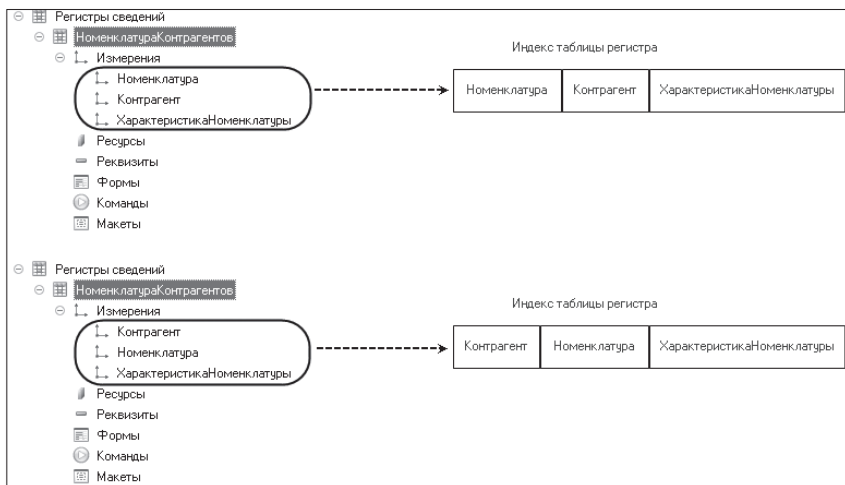 Регистры сведений
НоменклатураКонтрагентов
Измерения
Номенклатура
Контрагент
ХарактеристикаНоменклатуры
Ресурсы
Реквизиты
Формы
Команды
Макеты
Индекс таблицы регистра
Номенклатура Контрагент ХарактеристикаНоменклатуры
Регистры сведений
НоменклатураКонтрагентов
Измерения
Контрагент
Номенклатура
ХарактеристикаНоменклатуры
Ресурсы
Реквизиты
Формы
Команды
Макеты
Индекс таблицы регистра
Контрагент Номенклатура ХарактеристикаНоменклатуры